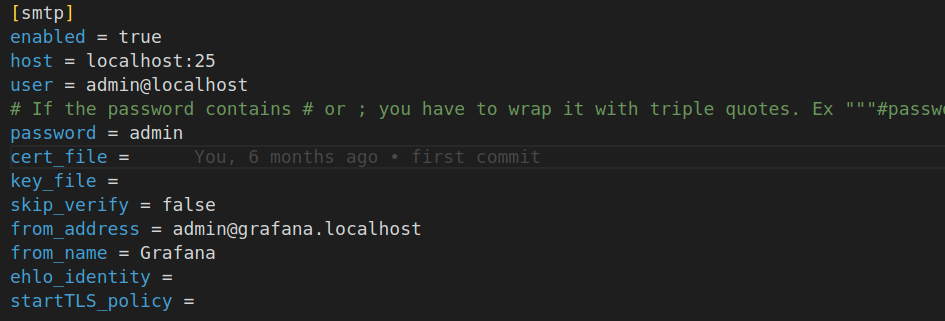 [smtp]
enabled = true
host = localhost:25
user = admin@localhost
# If the password contains # or ; you have to wrap it with triple quotes. Ex """#passw
password = admin
cert_file = You, 6 months ago • first commit
key_file =
skip_verify = false
from_address = admin@grafana.localhost
from_name = Grafana
ehlo_identity =
startTLS_policy =